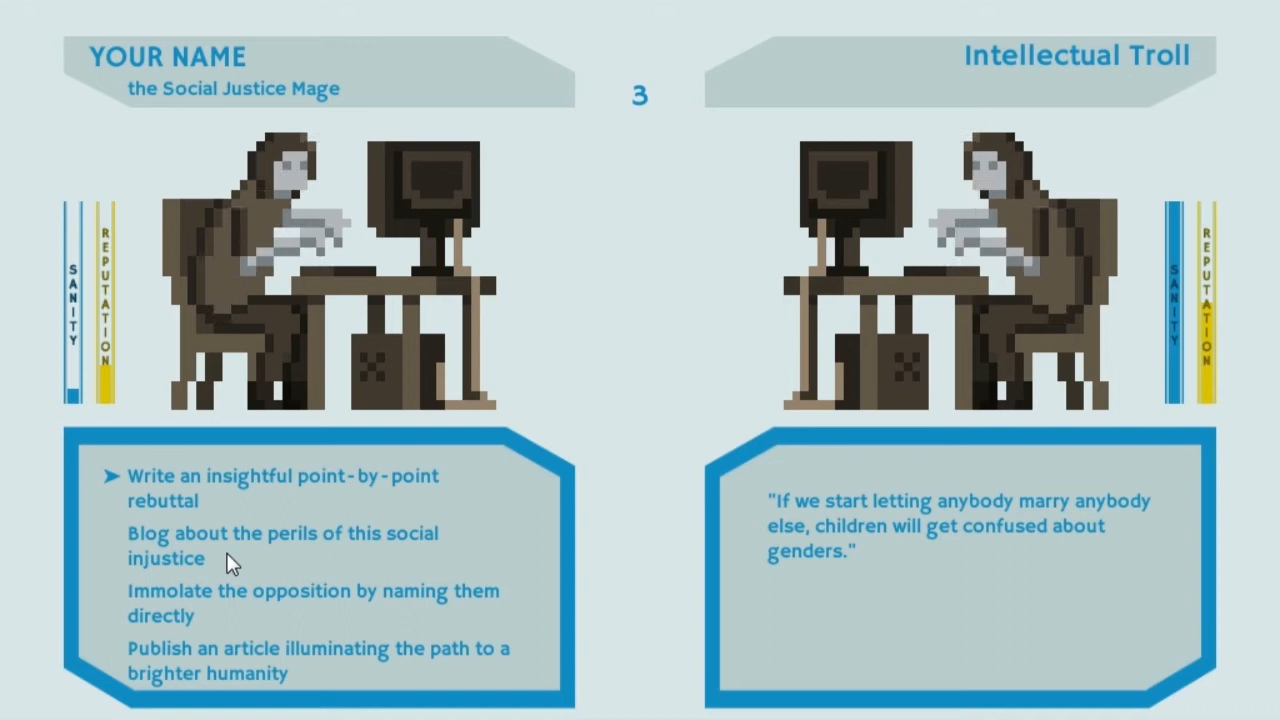 YOUR NAME
the Social Justice Mage
3
Intellectual Troll
SANITY
REPUTATION
SANITY
REPUTATION
Write an insightful point-by-point
rebuttal
Blog about the perils of this social
injustice
Immolate the opposition by naming them
directly
Publish an article illuminating the path to a
brighter humanity
"If we start letting anybody marry anybody
else, children will get confused about
genders."